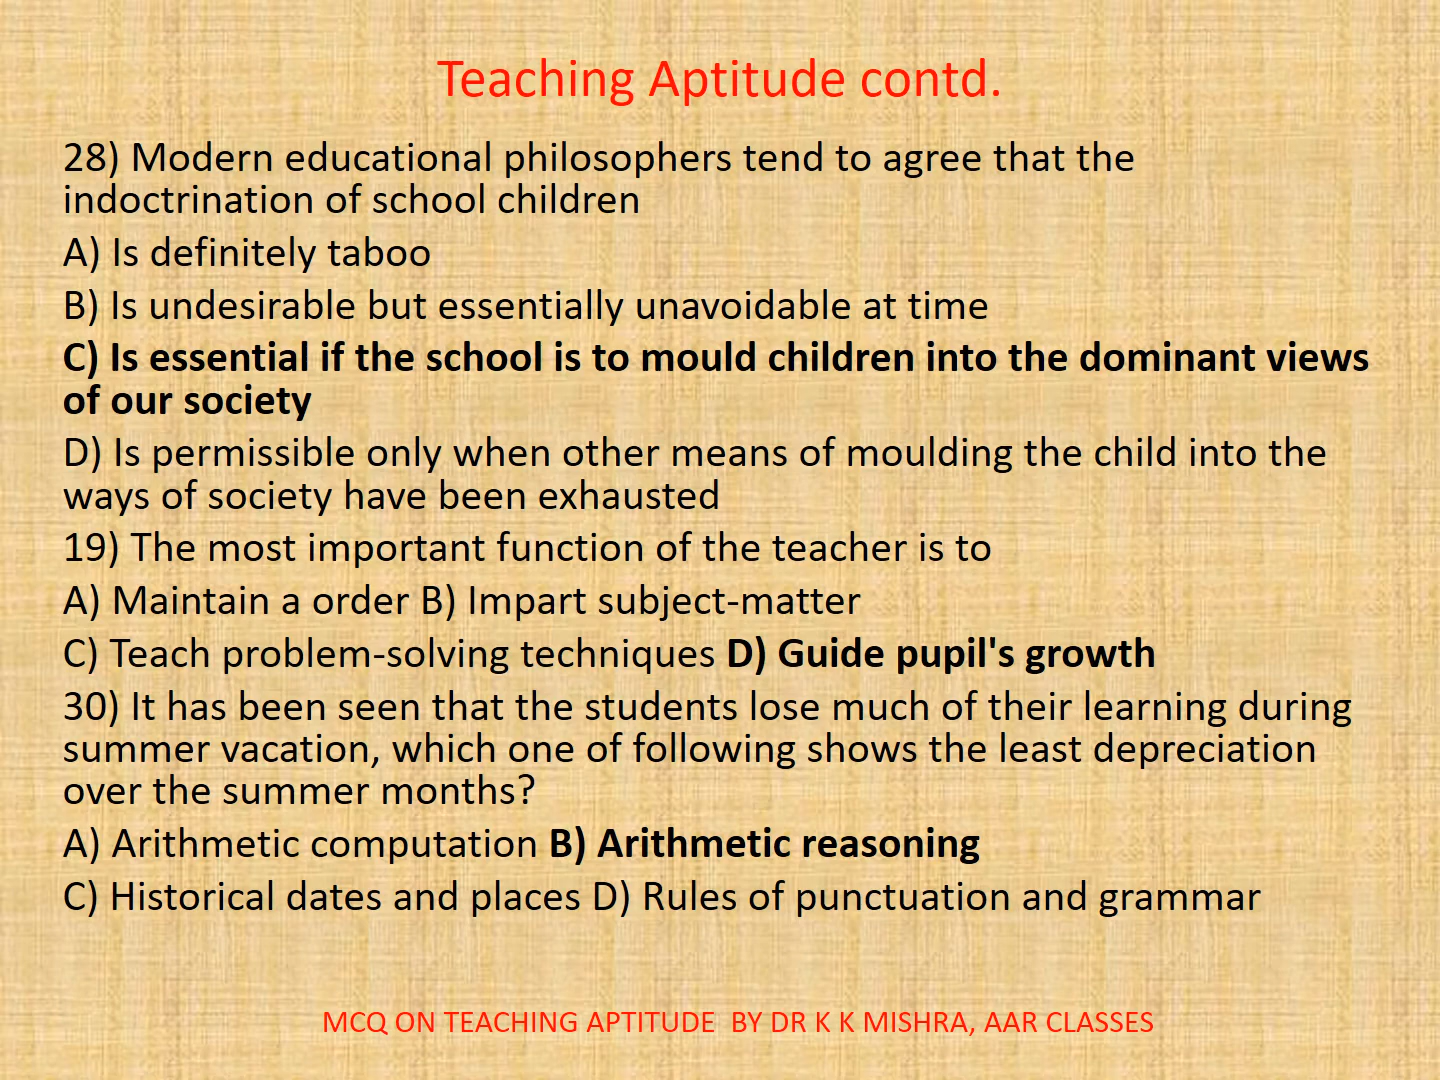 Teaching Aptitude contd.
28) Modern educational philosophers tend to agree that the
indoctrination of school children
A) Is definitely taboo
B) Is undesirable but essentially unavoidable at time
C) Is essential if the school is to mould children into the dominant views
of our society
D) Is permissible only when other means of moulding the child into the
ways of society have been exhausted
19) The most important function of the teacher is to
A) Maintain a order B) Impart subject-matter
C) Teach problem-solving techniques D) Guide pupil's growth
30) It has been seen that the students lose much of their learning during
summer vacation, which one of following shows the least depreciation
over the summer months?
A) Arithmetic computation B) Arithmetic reasoning
C) Historical dates and places D) Rules of punctuation and grammar
MCQ ON TEACHING APTITUDE  BY DR K K MISHRA, AAR CLASSES